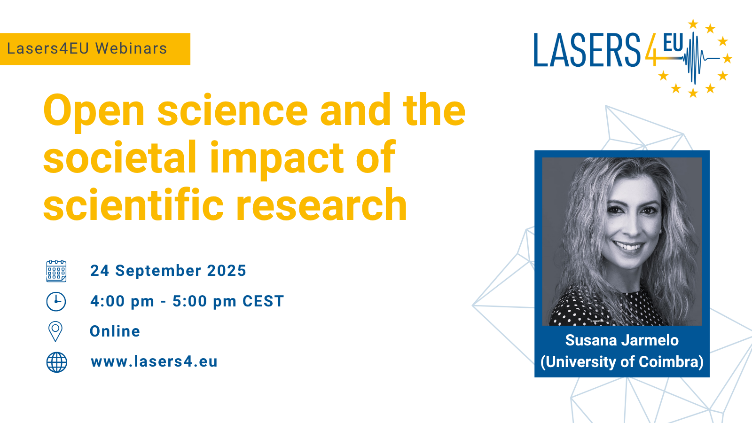 Lasers4EU Webinars
LASERS4EU
Open science and the
societal impact of
scientific research
24 September 2025
4:00 pm - 5:00 pm CEST
Online
www.lasers4.eu
Susana Jarmelo
(University of Coimbra)